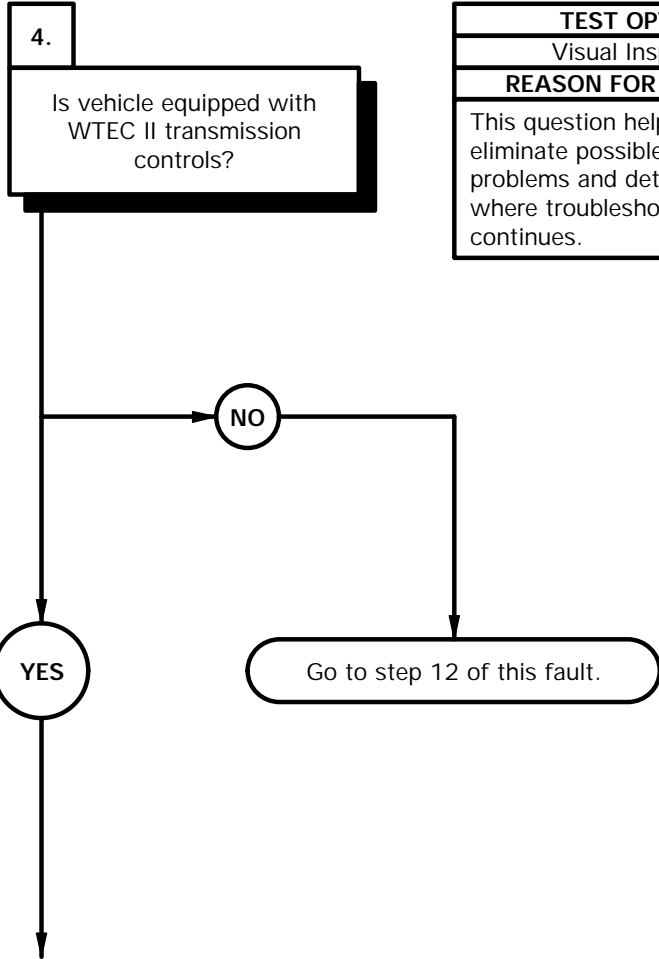 4.
Is vehicle equipped with
WTEC II transmission
controls?
TEST OP
Visual Ins
REASON FOR
This question help
eliminate possible
problems and det
where troublesho
continues.
NO
YES
Go to step 12 of this fault.